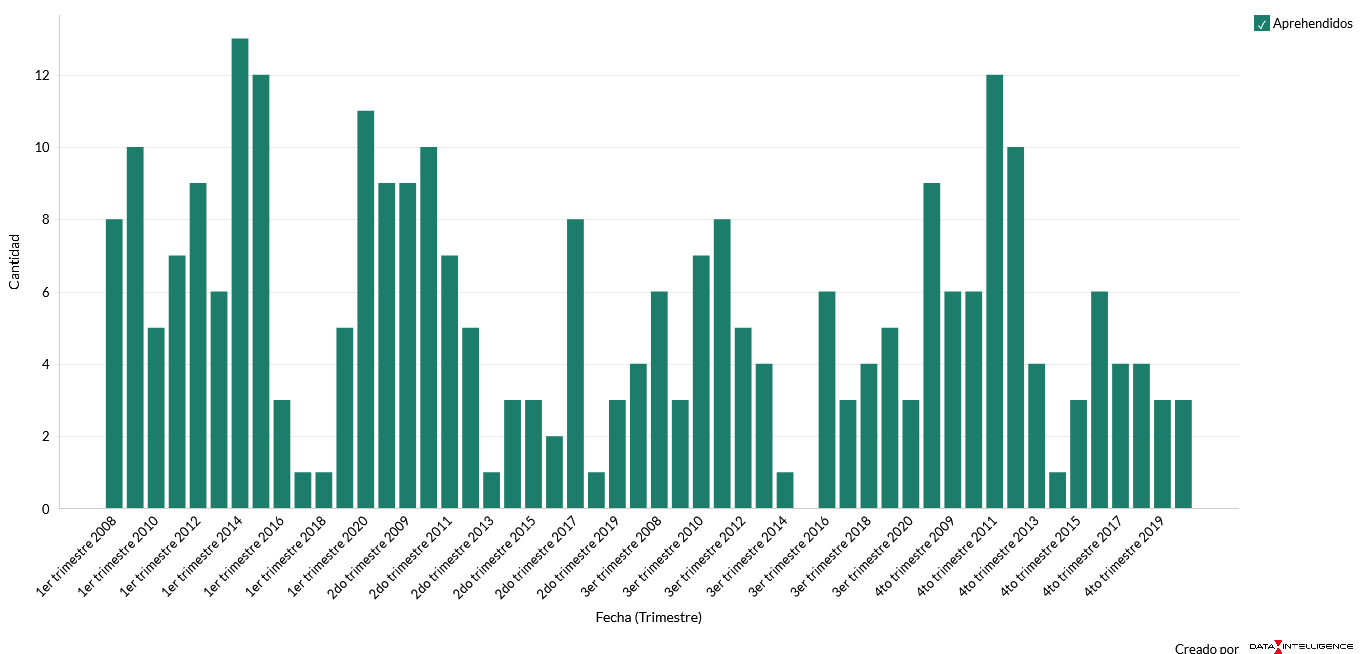 Aprehendidos
12
10
8
6
4
2
0
Cantidad
1er trimestre 2008
1er trimestre 2010
1er trimestre 2012
1er trimestre 2014
1er trimestre 2016
1er trimestre 2018
1er trimestre 2020
2do trimestre 2009
2do trimestre 2011
2do trimestre 2013
2do trimestre 2015
2do trimestre 2017
2do trimestre 2019
3er trimestre 2008
3er trimestre 2010
3er trimestre 2012
3er trimestre 2014
3er trimestre 2016
3er trimestre 2018
3er trimestre 2020
4to trimestre 2009
4to trimestre 2011
4to trimestre 2013
4to trimestre 2015
4to trimestre 2017
4to trimestre 2019
Fecha (Trimestre)
Creado por DATA INTELLIGENCE